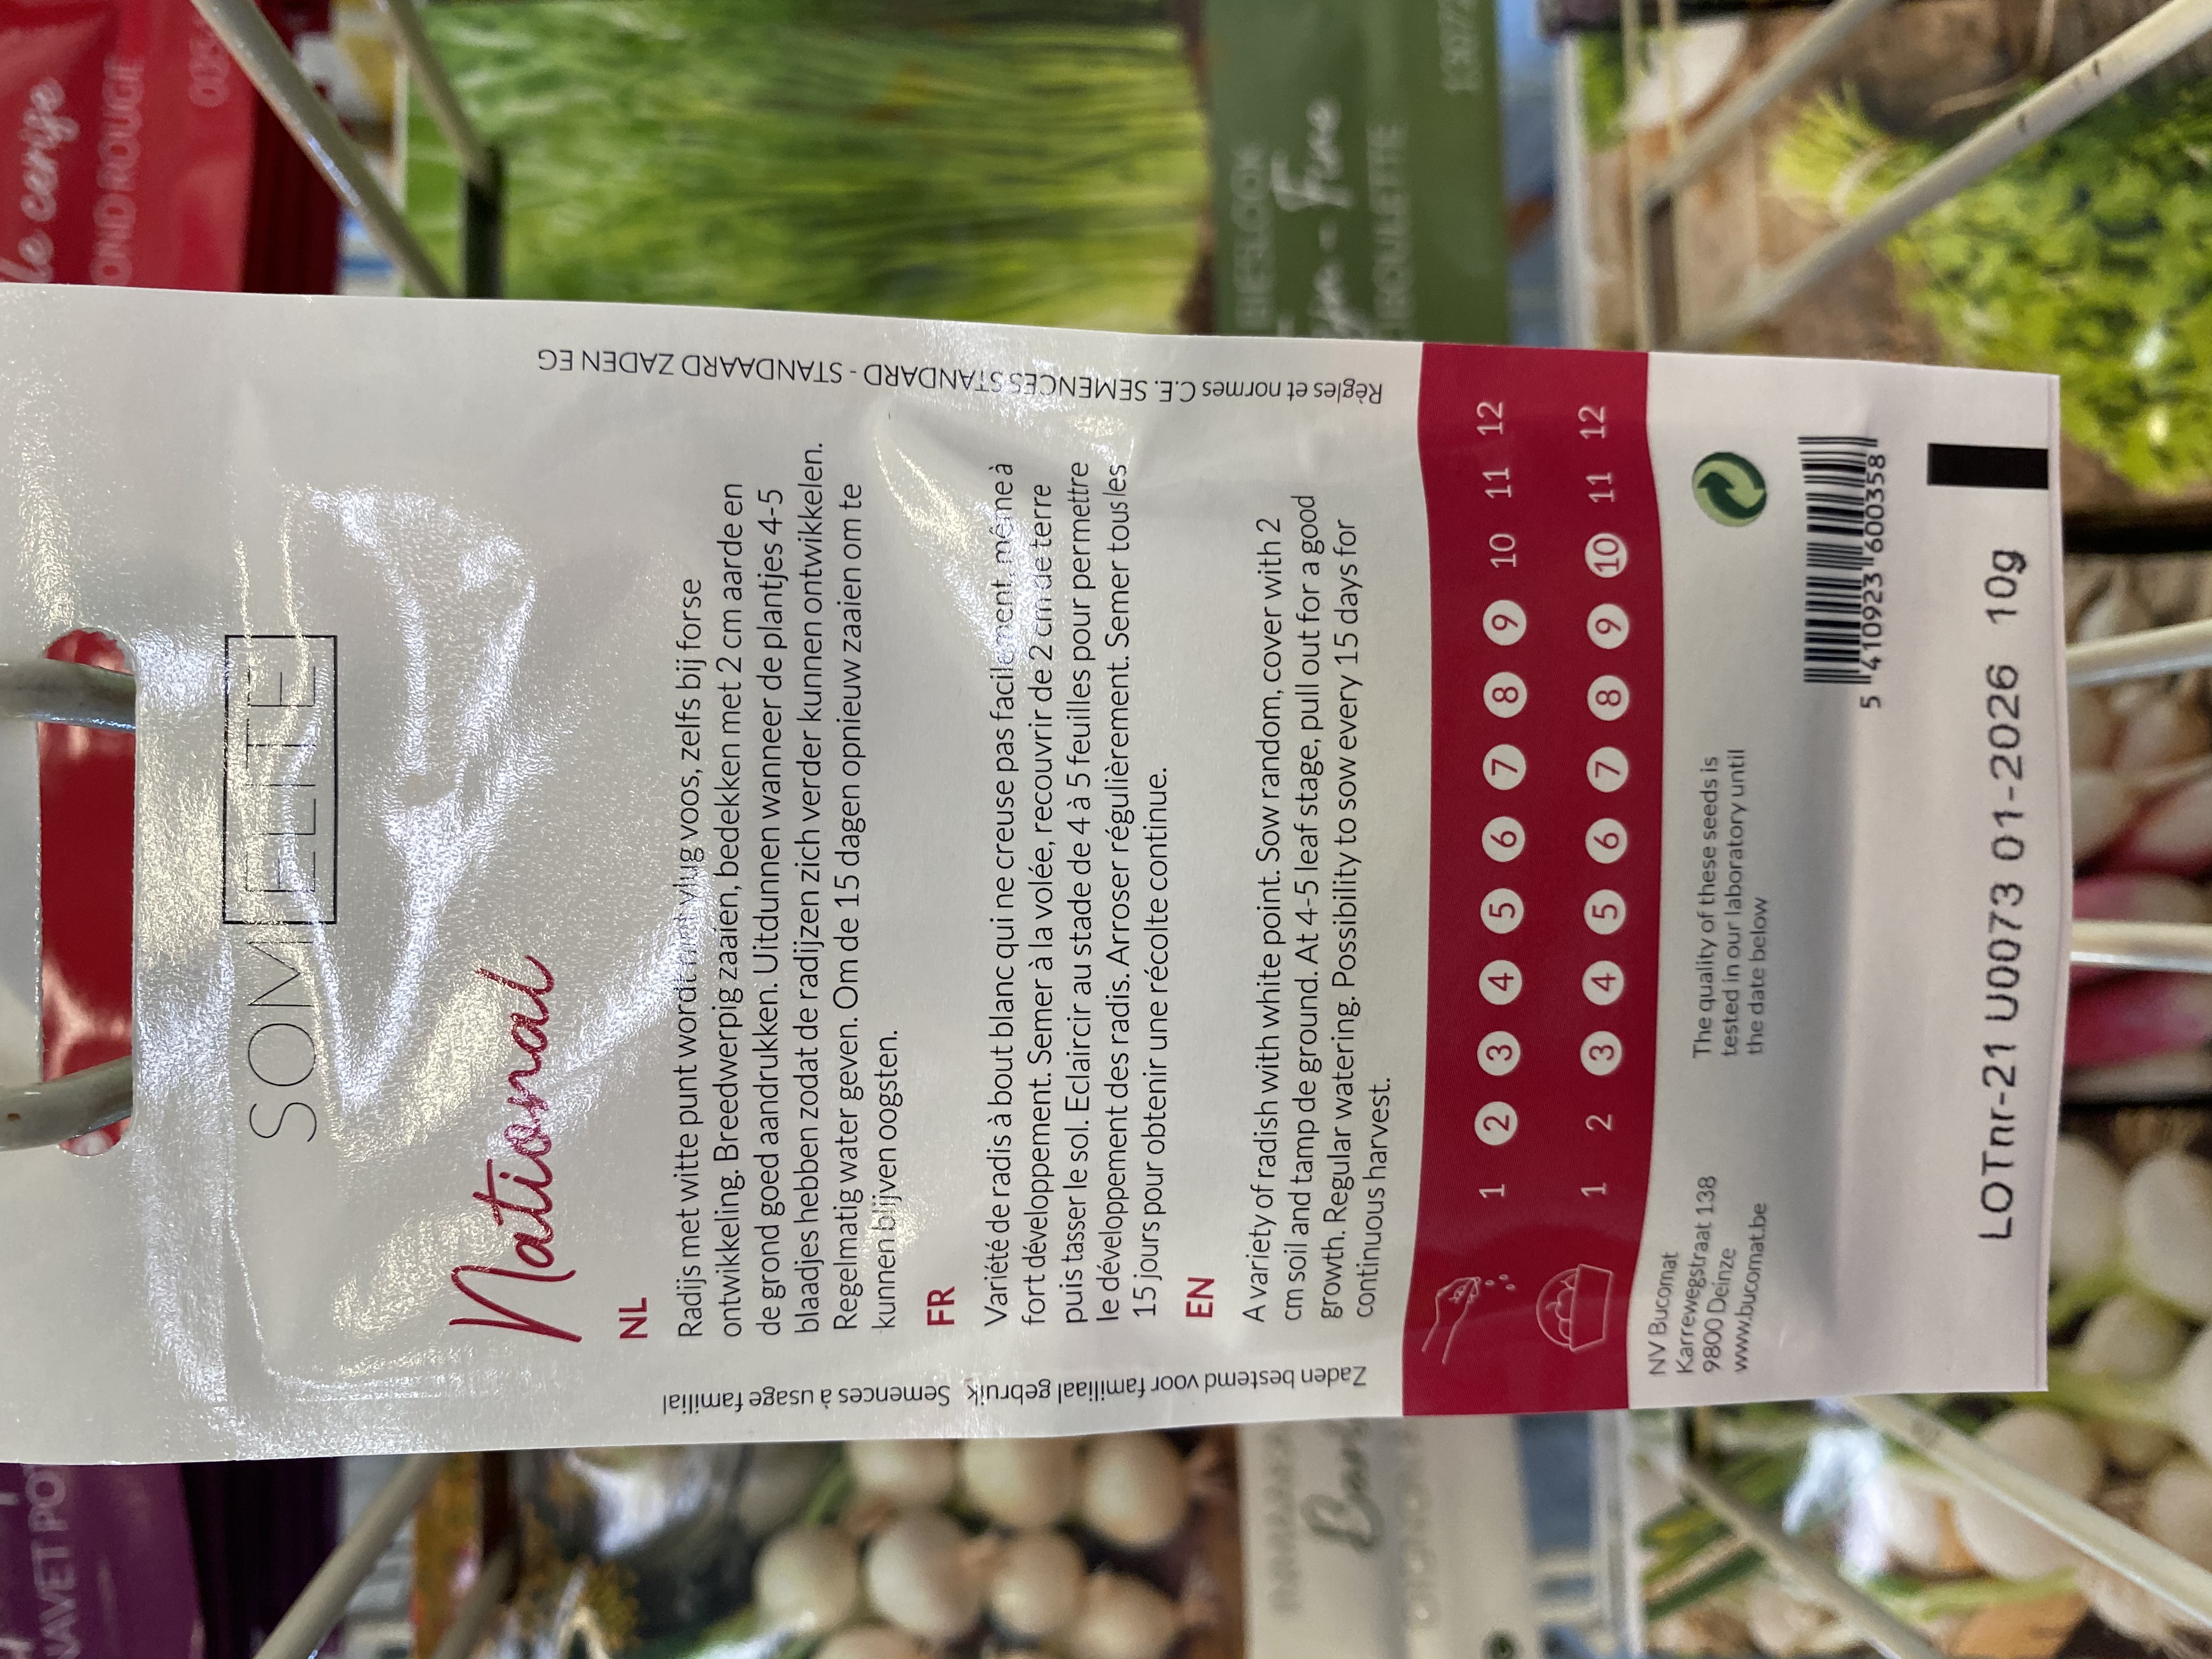 SOM ELITE
National
NL
Radijs met witte punt wordt niet vlug voos, zelfs bij forse
ontwikkeling. Breedwerpig zaaien, bedekken met 2 cm aarde en
de grond goed aandrukken. Uitdunnen wanneer de plantjes 4-5
blaadjes hebben zodat de radijzen zich verder kunnen ontwikkelen.
Regelmatig water geven. Om de 15 dagen opnieuw zaaien om te
kunnen blijven oogsten.
FR
Variété de radis à bout blanc qui ne creuse pas facilement, même à
fort développement. Semer à la volée, recouvrir de 2 cm de terre
puis tasser le sol. Eclaircir au stade de 4 à 5 feuilles pour permettre
le développement des radis. Arroser régulièrement. Semer tous les
15 jours pour obtenir une récolte continue.
EN
A variety of radish with white point. Sow random, cover with 2
cm soil and tamp de ground. At 4-5 leaf stage, pull out for a good
growth. Regular watering. Possibility to sow every 15 days for
continuous harvest.
Zaden bestemd voor familiaal gebruik Semences à usage familial
Règles et normes C.E. SEMENCES STANDARD - STANDAARD ZADEN EG
1 2 3 4 5 6 7 8 9 10 11 12
1 2 3 4 5 6 7 8 9 10 11 12
NV Bucomat
Karrewegstraat 138
9800 Deinze
www.bucomat.be
The quality of these seeds is
tested in our laboratory until
the date below
5 410923 600358
LOTnr-21 U0073 01-2026 10g
le cerise
ROND ROUGE
BIESLOOK
Fijn - Fine
CIBOULETTE
NAVET PO